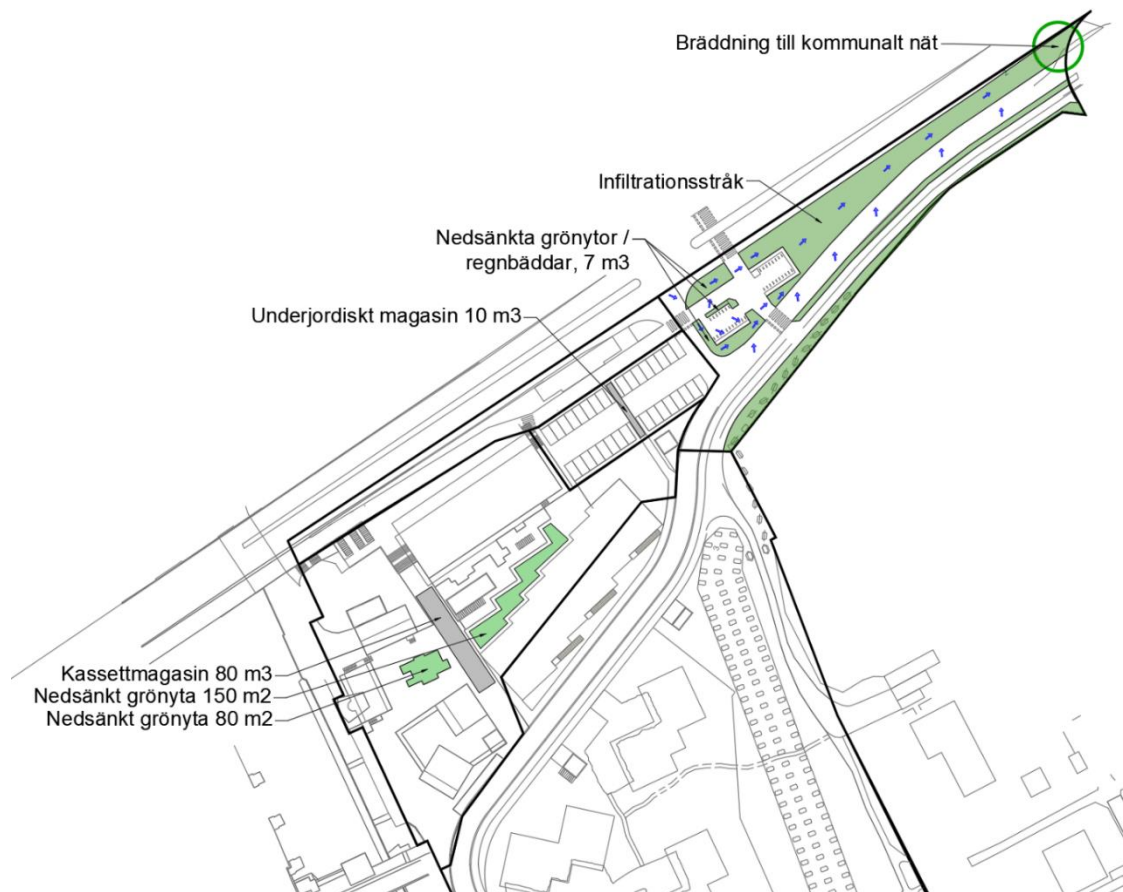 Bräddning till kommunalt nät
Infiltrationsstråk
Nedsänkta grönytor /
regnbäddar, 7 m3
Underjordiskt magasin 10 m3
Kassettmagasin 80 m3
Nedsänkt grönyta 150 m2
Nedsänkt grönyta 80 m2